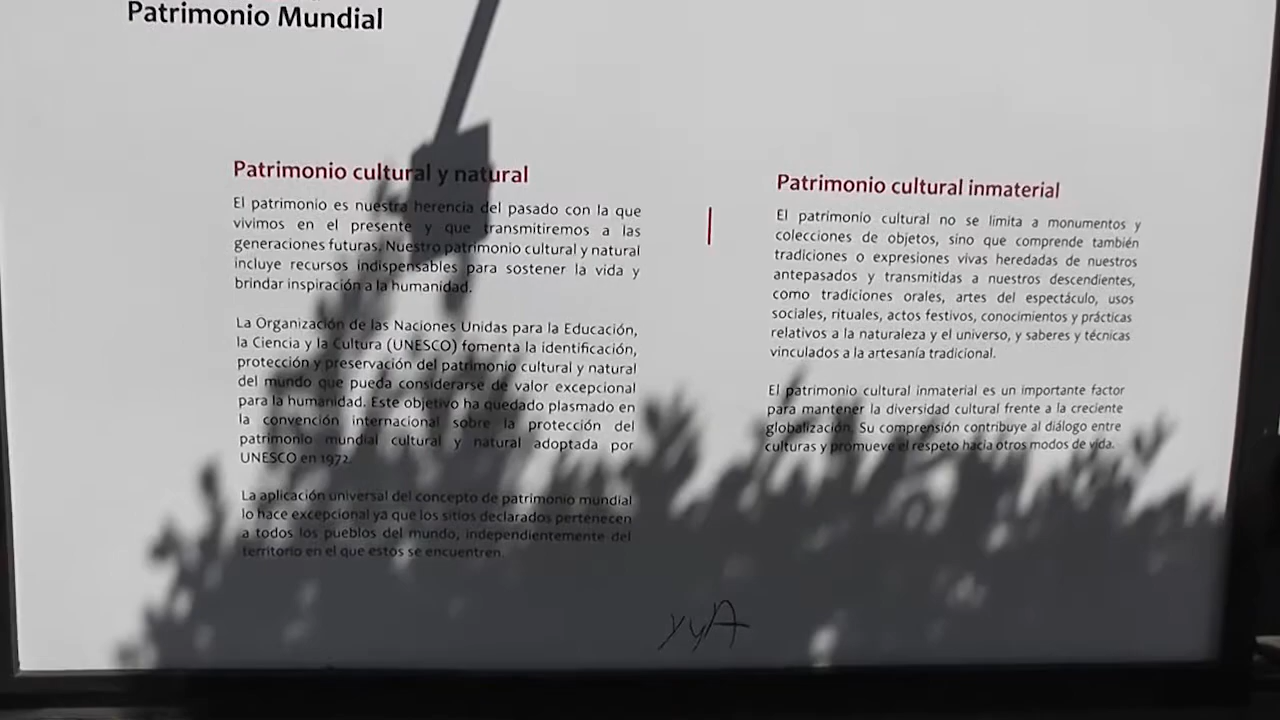 Patrimonio Mundial
Patrimonio cultural y natural
El patrimonio es nuestra herencia del pasado con la que
vivimos en el presente y que transmitiremos a las
generaciones futuras. Nuestro patrimonio cultural y natural
incluye recursos indispensables para sostener la vida y
brindar inspiración a la humanidad.
La Organización de las Naciones Unidas para la Educación,
la Ciencia y la Cultura (UNESCO) fomenta la identificación,
protección y preservación del patrimonio cultural y natural
del mundo que pueda considerarse de valor excepcional
para la humanidad. Este objetivo ha quedado plasmado en
la convención internacional sobre la protección del
patrimonio mundial cultural y natural adoptada por
UNESCO en 1972.
La aplicación universal del concepto de patrimonio mundial
lo hace excepcional ya que los sitios declarados pertenecen
a todos los pueblos del mundo, independientemente del
territorio en el que estos se encuentren.
Patrimonio cultural inmaterial
El patrimonio cultural no se limita a monumentos y
colecciones de objetos, sino que comprende también
tradiciones o expresiones vivas heredadas de nuestros
antepasados y transmitidas a nuestros descendientes,
como tradiciones orales, artes del espectáculo, usos
sociales, rituales, actos festivos, conocimientos y prácticas
relativos a la naturaleza y el universo, y saberes y técnicas
vinculados a la artesanía tradicional.
El patrimonio cultural inmaterial es un importante factor
para mantener la diversidad cultural frente a la creciente
globalización. Su comprensión contribuye al diálogo entre
culturas y promueve el respeto hacia otros modos de vida.